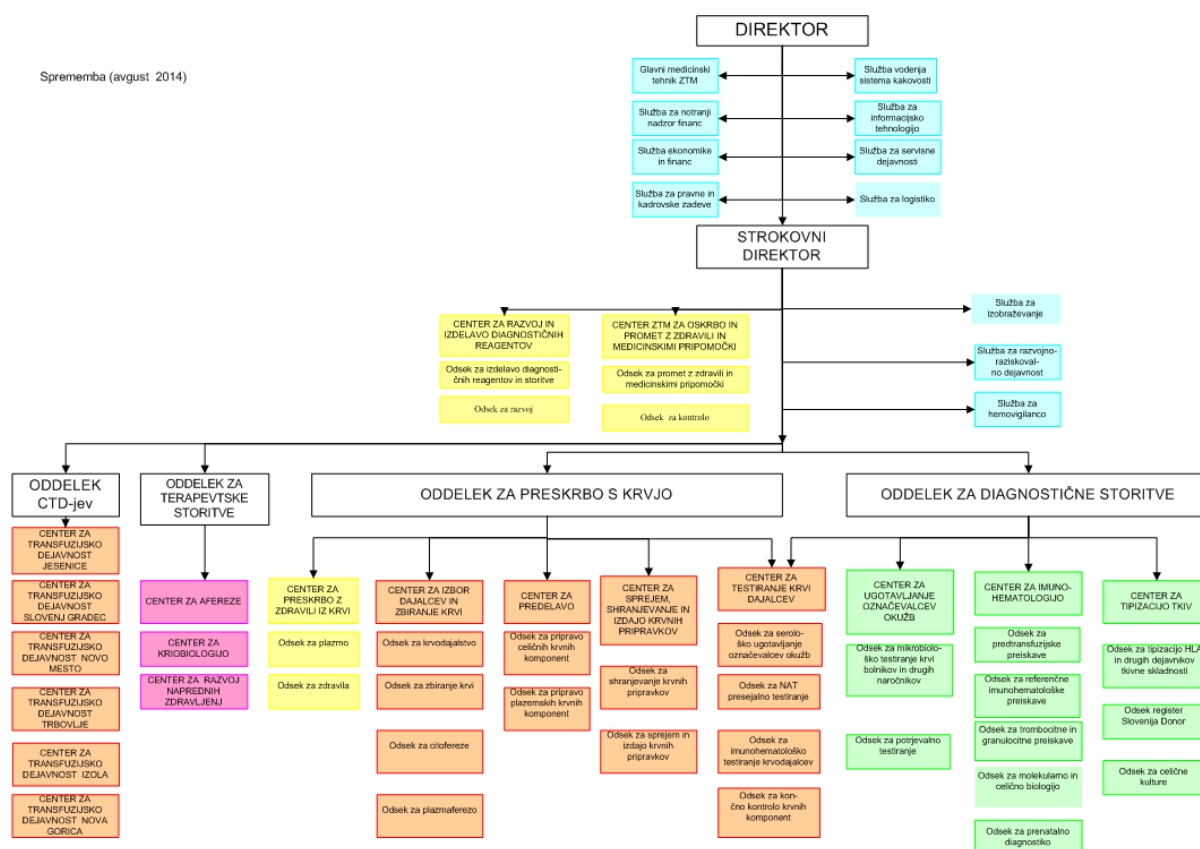 DIREKTOR
Sprememba (avgust 2014)
Glavni medicinski
tehnik ZTM
Služba vodenja
sistema kakovosti
Služba za notranji
nadzor financ
Služba za
informacijsko
tehnologijo
Služba ekonomike
in financ
Služba za servisne
dejavnosti
Služba za pravne in
kadrovske zadeve
Služba za logistiko
STROKOVNI
DIREKTOR
CENTER ZA RAZVOJ IN
IZDELAVO DIAGNOSTIČNIH
REAGENTOV
Odsek za izdelavo diagnosti-
čnih reagentov in storitve
Odsek za razvoj
CENTER ZTM ZA OSKRBO IN
PROMET Z ZDRAVILI IN
MEDICINSKIMI PRIPOMOČKI
Odsek za promet z zdravili in
medicinskimi pripomočki
Odsek za kontrolo
Služba za
izobraževanje
Služba za razvojno-
raziskoval-
no dejavnost
Služba za
hemovigilanco
ODDELEK
CTD-jev
CENTER ZA
TRANSFUZIJSKO
DEJAVNOST
JESENICE
CENTER ZA
TRANSFUZIJSKO
DEJAVNOST
SLOVENJ GRADEC
CENTER ZA
TRANSFUZIJSKO
DEJAVNOST NOVO
MESTO
CENTER ZA
TRANSFUZIJSKO
DEJAVNOST
TRBOVLJE
CENTER ZA
TRANSFUZIJSKO
DEJAVNOST IZOLA
CENTER ZA
TRANSFUZIJSKO
DEJAVNOST NOVA
GORICA
ODDELEK ZA
TERAPEVTSKE
STORITVE
CENTER ZA AFEREZE
CENTER ZA
KRIOBIOLOGIJO
CENTER ZA RAZVOJ
NAPREDNIH
ZDRAVLJENJ
ODDELEK ZA PRESKRBO S KRVJO
CENTER ZA
PRESKRBO Z
ZDRAVILI IZ KRVI
Odsek za plazmo
Odsek za zdravila
CENTER ZA IZBOR
DAJALCEV IN
ZBIRANJE KRVI
Odsek za krvodajalstvo
Odsek za zbiranje krvi
Odsek za citofereze
Odsek za plazmaferezo
CENTER ZA
PREDELAVO
Odsek za pripravo
celičnih krvnih
komponent
Odsek za pripravo
plazemskih krvnih
komponent
CENTER ZA
SPREJEM,
SHRANJEVANJE IN
IZDAJO KRVNIH
PRIPRAVKOV
Odsek za
shranjevanje krvnih
pripravkov
Odsek za
sprejem in
izdajo krvnih
pripravkov
CENTER ZA
TESTIRANJE KRVI
DAJALCEV
Odsek za serolo-
ško ugotavljanje
označevalcev okužb
Odsek za NAT
presejalno testiranje
Odsek za
imunohematološko
testiranje krvodajalcev
Odsek za kon-
čno kontrolo krvnih
komponent
ODDELEK ZA DIAGNOSTIČNE STORITVE
CENTER ZA
UGOTAVLJANJE
OZNAČEVALCEV
OKUŽB
Odsek za mikrobiolo-
ško testiranje krvi
bolnikov in drugih
naročnikov
Odsek za potrjevalno
testiranje
CENTER ZA IMUNO-
HEMATOLOGIJO
Odsek za
predtransfuzijske
preiskave
Odsek za referenčne
imunohematološke
preiskave
Odsek za trombocitne in
granulocitne preiskave
Odsek za molekularno in
celično biologijo
Odsek za prenatalno
diagnostiko
CENTER ZA
TIPIZACIJO TKIV
Odsek za tipizacijo HLA
in drugih dejavnikov
tkivne skladnosti
Odsek register
Slovenija Donor
Odsek za celične
kulture